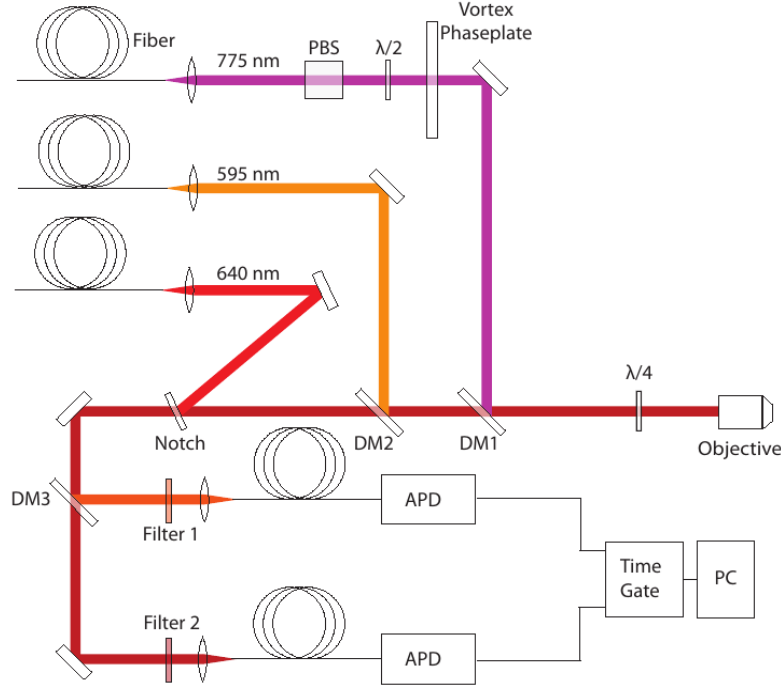 Fiber
775 nm
PBS
λ/2
Vortex
Phaseplate
595 nm
640 nm
Notch
DM2
DM1
λ/4
Objective
DM3
Filter 1
APD
Time
Gate
PC
Filter 2
APD